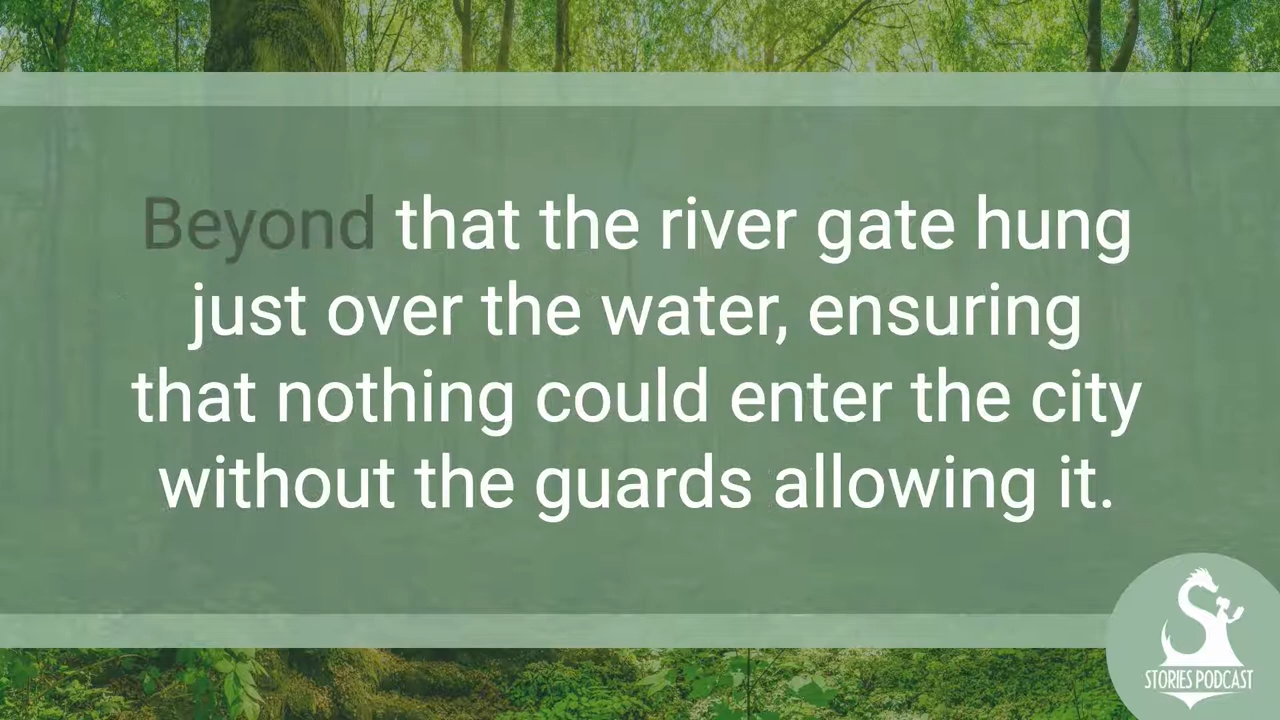 Beyond that the river gate hung
just over the water, ensuring
that nothing could enter the city
without the guards allowing it.
STORIES PODCAST